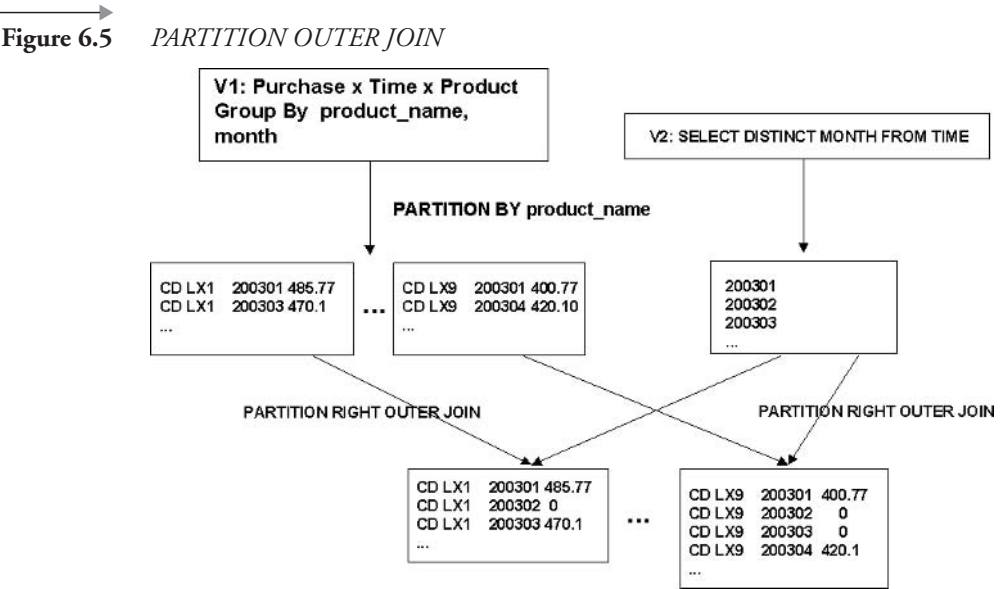 Figure 6.5 PARTITION OUTER JOIN
V1: Purchase x Time x Product
Group By product_name,
month
V2: SELECT DISTINCT MONTH FROM TIME
PARTITION BY product_name
CD LX1 200301 485.77
CD LX1 200303 470.1
...
...
CD LX9 200301 400.77
CD LX9 200304 420.10
...
200301
200302
200303
...
PARTITION RIGHT OUTER JOIN
PARTITION RIGHT OUTER JOIN
CD LX1 200301 485.77
CD LX1 200302 0
CD LX1 200303 470.1
...
...
CD LX9 200301 400.77
CD LX9 200302 0
CD LX9 200303 0
CD LX9 200304 420.1
...